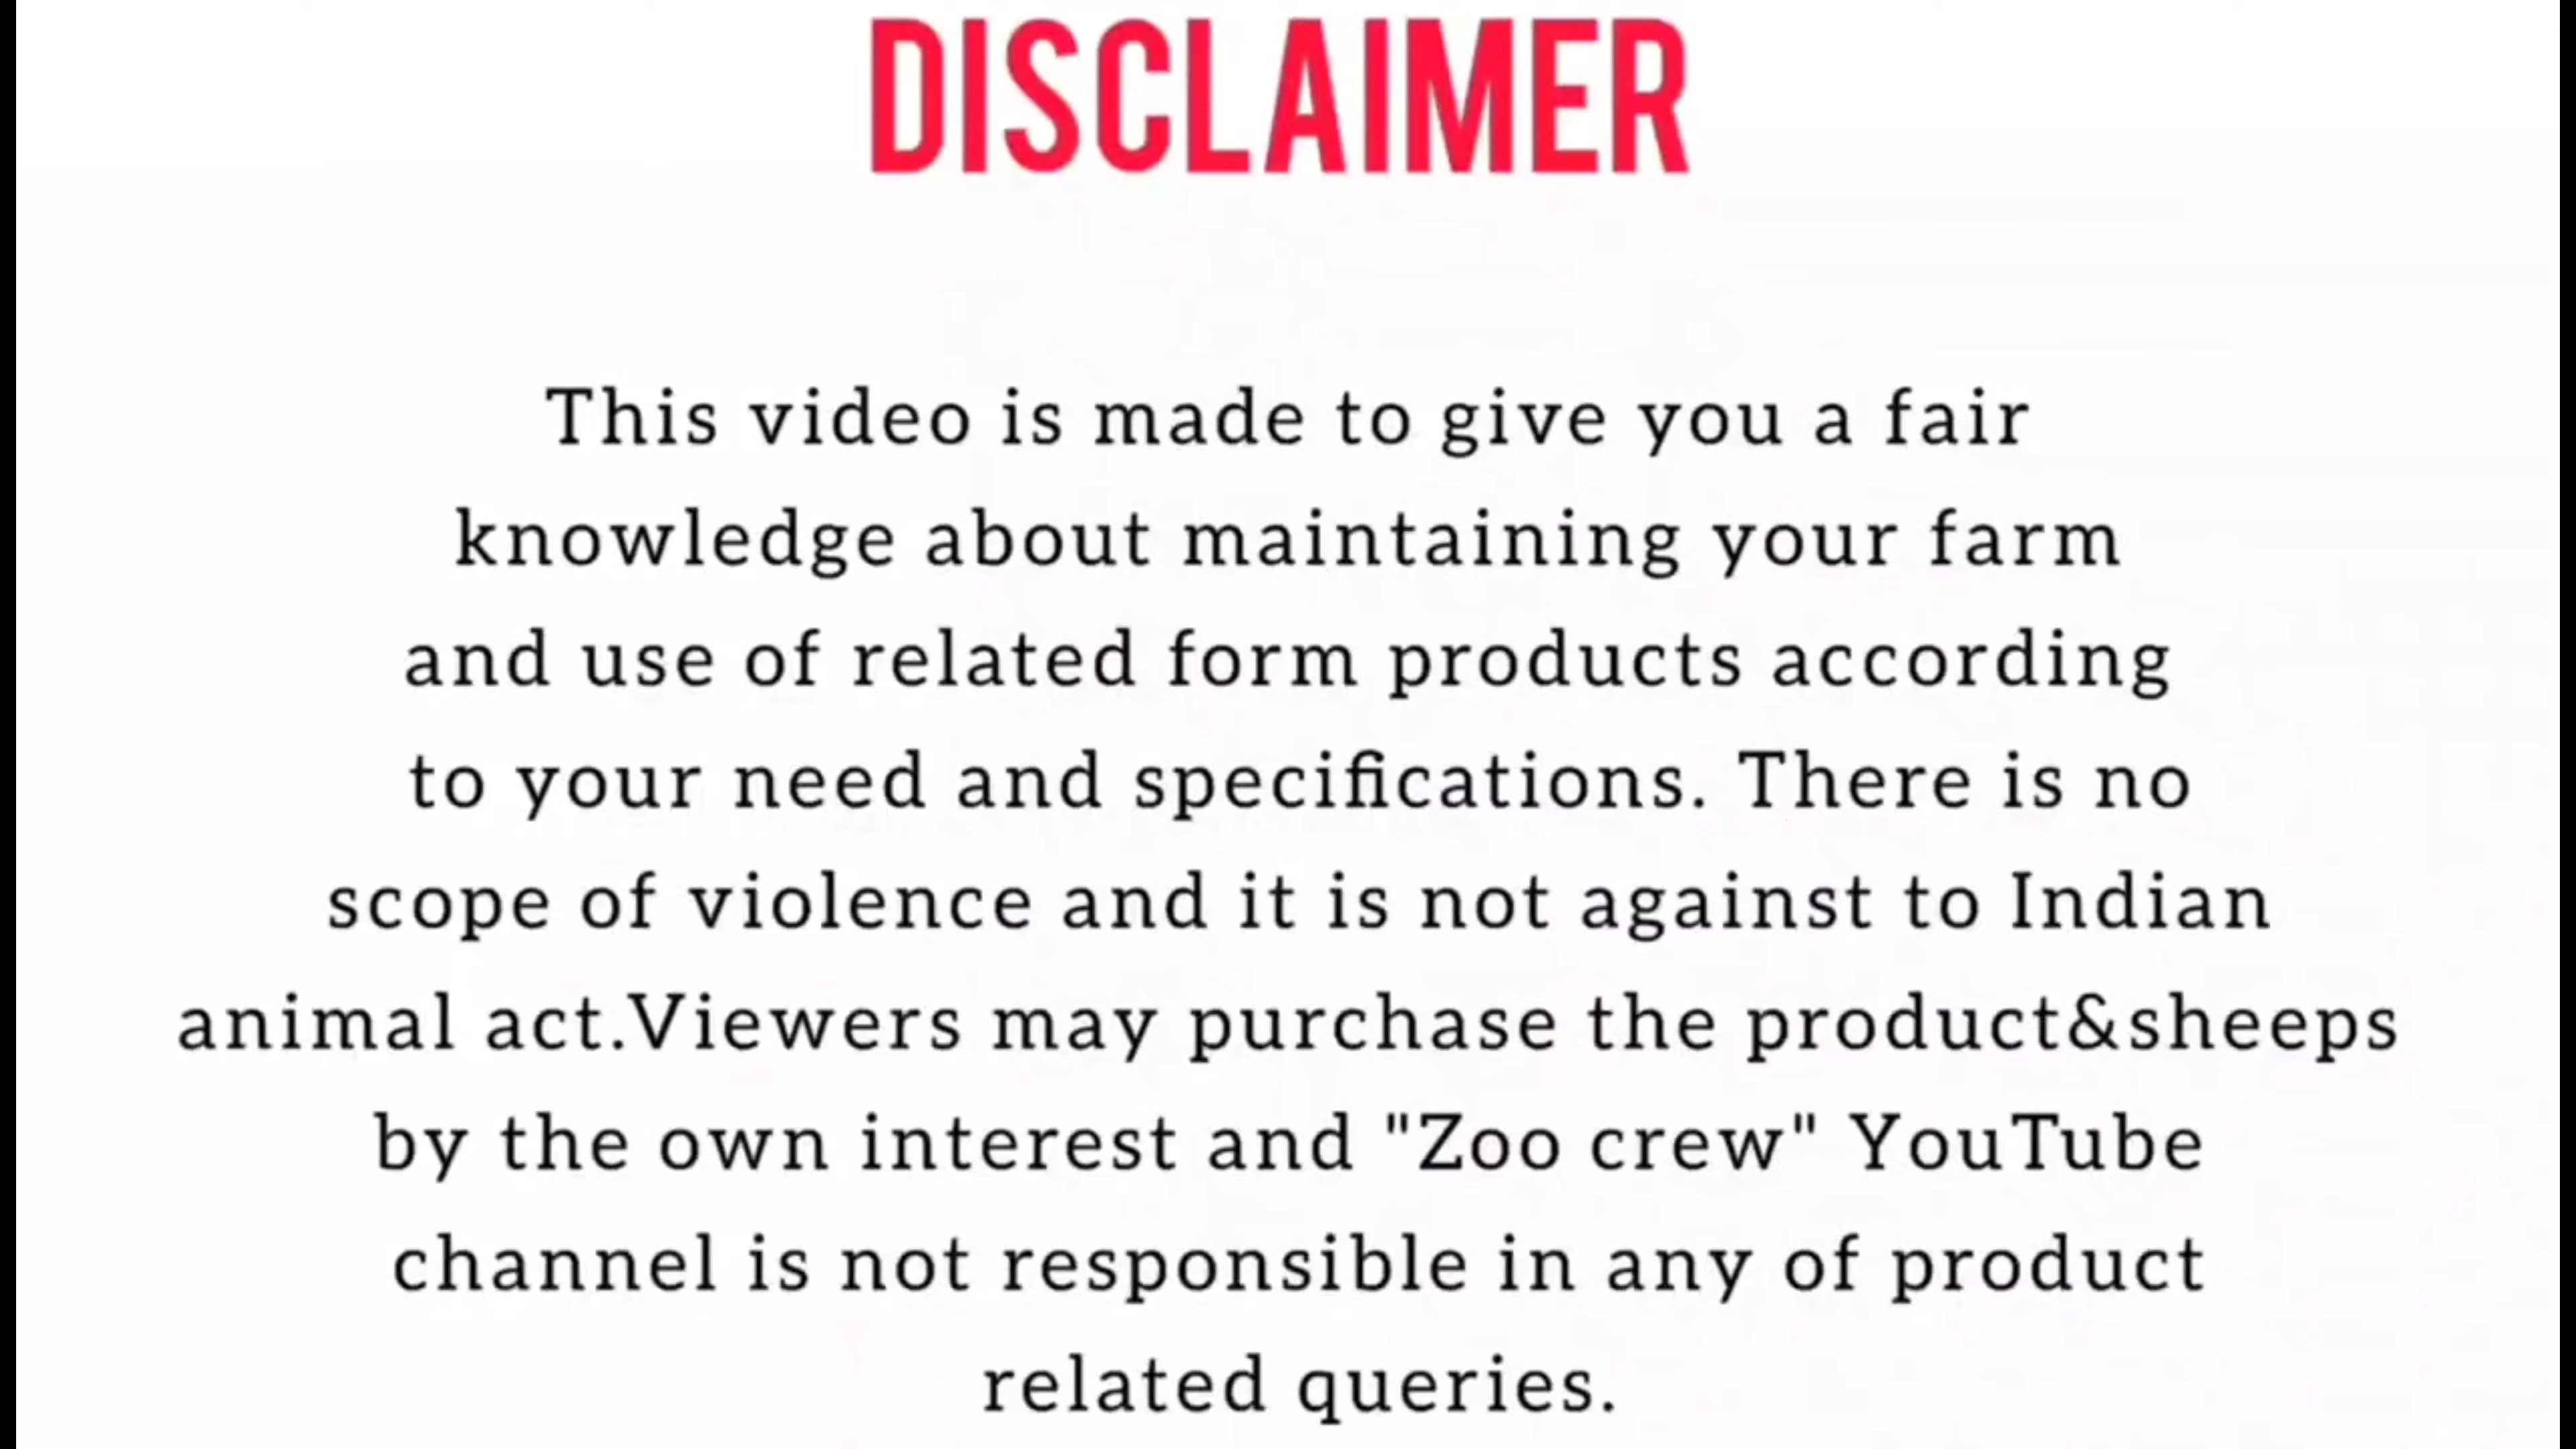 DISCLAIMER
This video is made to give you a fair
knowledge about maintaining your farm
and use of related form products according
to your need and specifications. There is no
scope of violence and it is not against to Indian
animal act.Viewers may purchase the product&sheeps
by the own interest and "Zoo crew" YouTube
channel is not responsible in any of product
related queries.